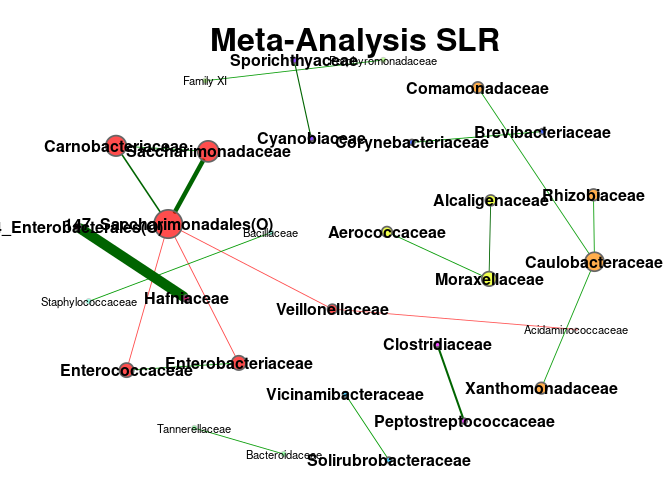 Meta-Analysis SLR
Sporichthyaceae
Porphyromonadaceae
Family XI
Comamonadaceae
Brevibacteriaceae
Cyanobiaceae
Corynebacteriaceae
Carnobacteriaceae
Saccharimonadaceae
Rhizobiaceae
Alcaligenaceae
147_Saccharimonadales(O)
_Enterobacterales(O)
Bacillaceae
Aerococcaceae
Caulobacteraceae
Moraxellaceae
Staphylococcaceae
Hafniaceae
Veillonellaceae
Acidaminococcaceae
Clostridiaceae
Enterobacteriaceae
Enterococcaceae
Xanthomonadaceae
Vicinamibacteraceae
Peptostreptococcaceae
Tannerellaceae
Bacteroidaceae
Solirubrobacteraceae